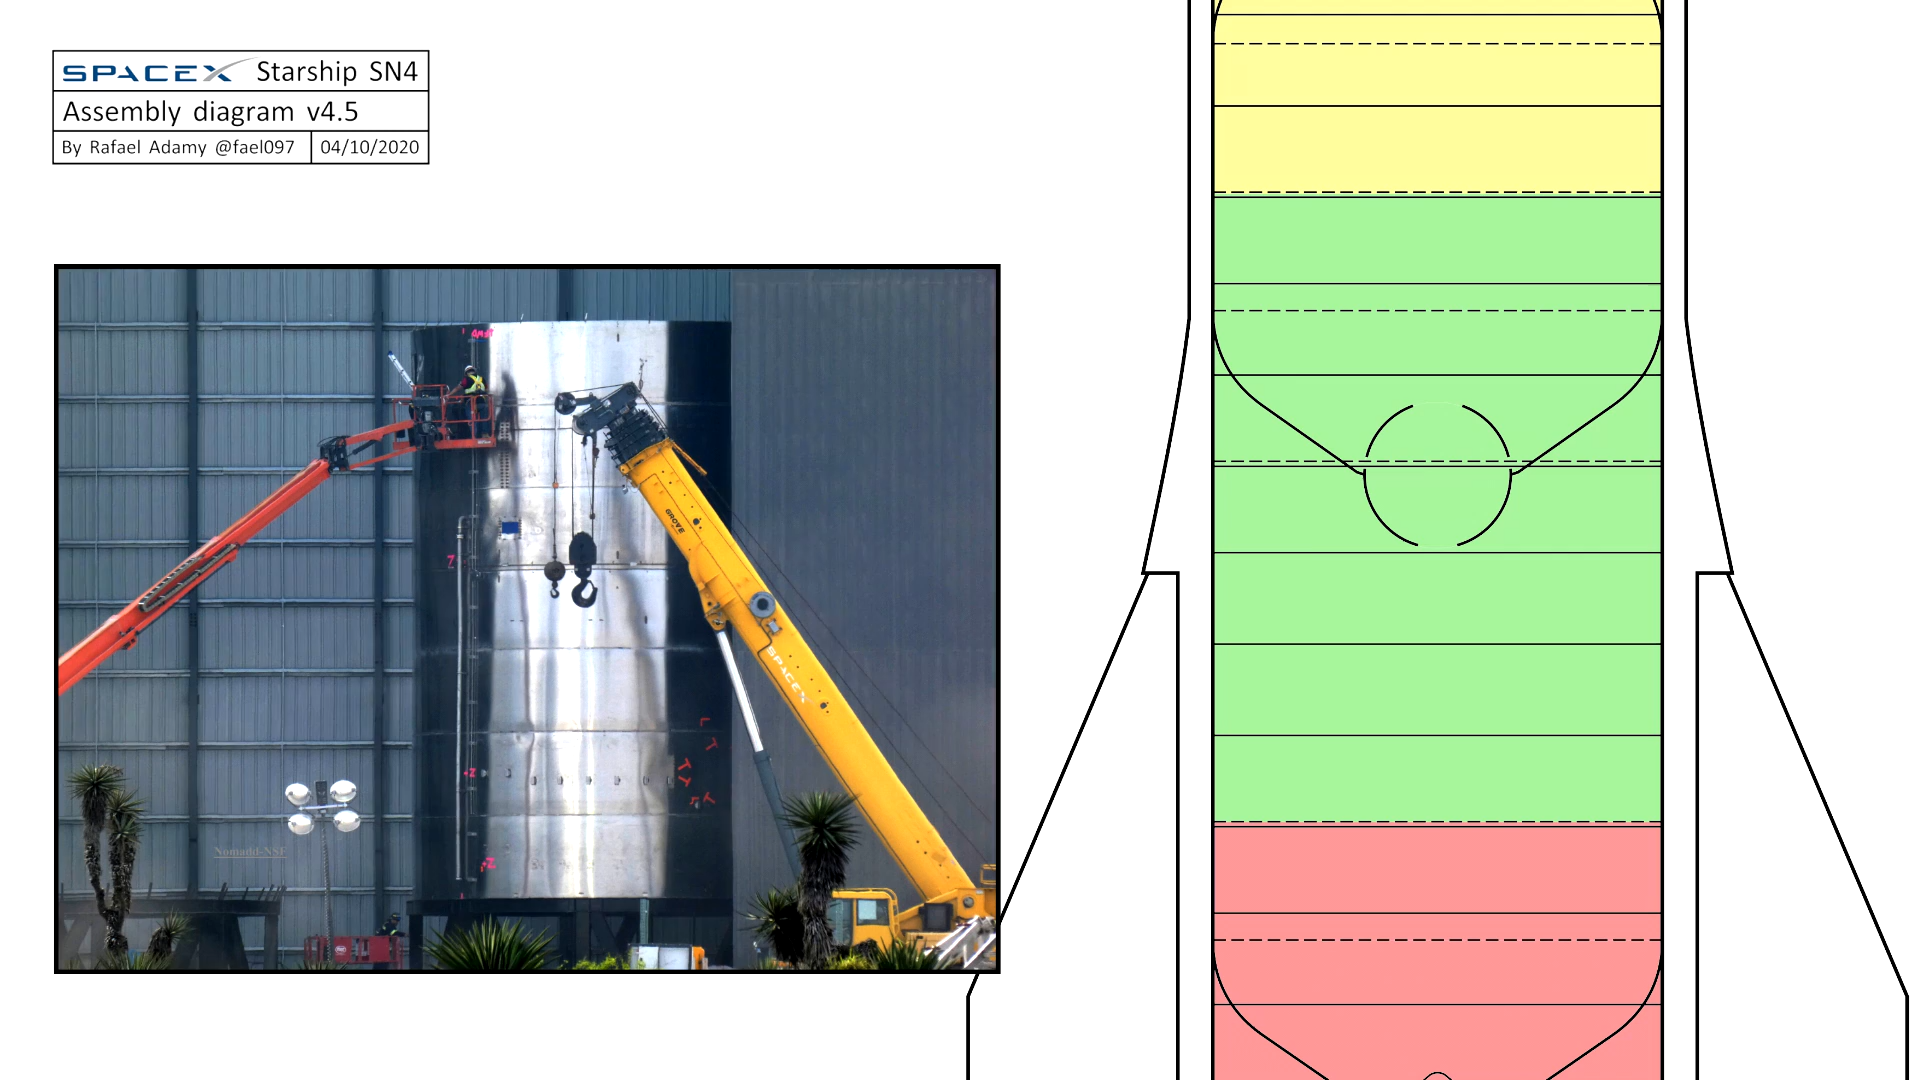 SPACEX Starship SN4
Assembly diagram v4.5
By Rafael Adamy @fael097 04/10/2020
GROVE
SPACEX
Nomadd-NSF